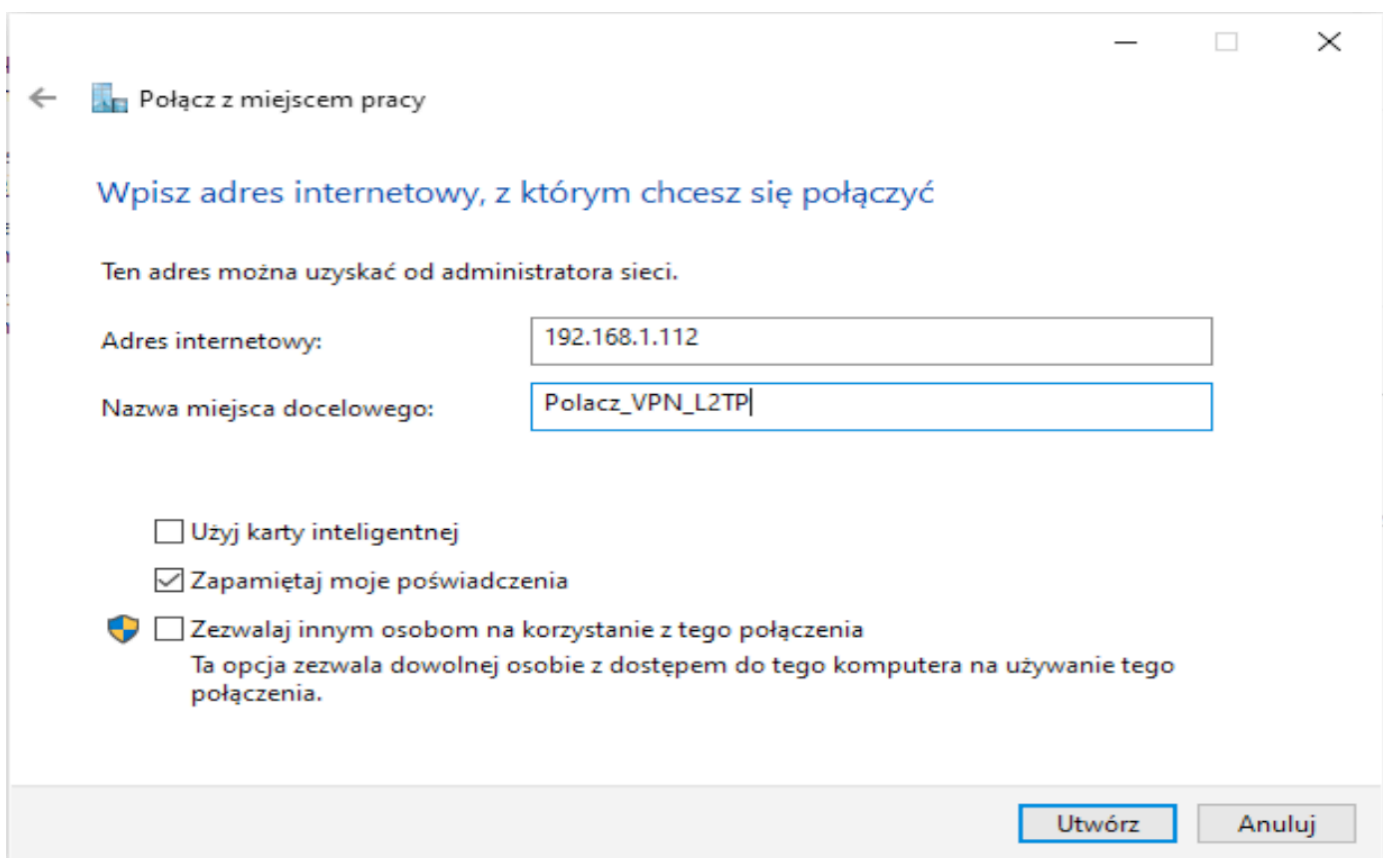 Połącz z miejscem pracy
Wpisz adres internetowy, z którym chcesz się połączyć
Ten adres można uzyskać od administratora sieci.
Adres internetowy: 192.168.1.112
Nazwa miejsca docelowego: Polacz_VPN_L2TP
Użyj karty inteligentnej
Zapamiętaj moje poświadczenia
Zezwalaj innym osobom na korzystanie z tego połączenia
Ta opcja zezwala dowolnej osobie z dostępem do tego komputera na używanie tego
połączenia.
Utwórz Anuluj